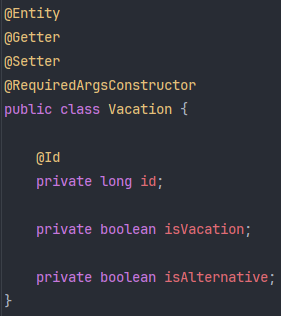 @Entity
@Getter
@Setter
@RequiredArgsConstructor
public class Vacation {
@Id
private long id;
private boolean isVacation;
private boolean isAlternative;
}